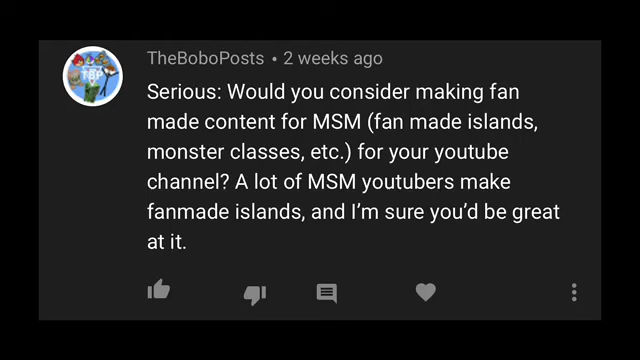 TheBoboPosts • 2 weeks ago
TBP
Serious: Would you consider making fan
made content for MSM (fan made islands,
monster classes, etc.) for your youtube
channel? A lot of MSM youtubers make
fanmade islands, and I'm sure you'd be great
at it.